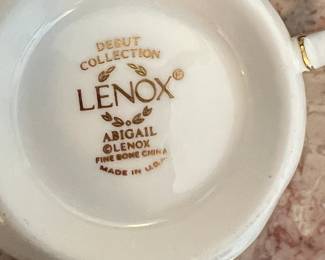 DEBUT
COLLECTION
LENOX®
ABIGAIL
©LENOX
FINE BONE CHINA
MADE IN U.S.A.